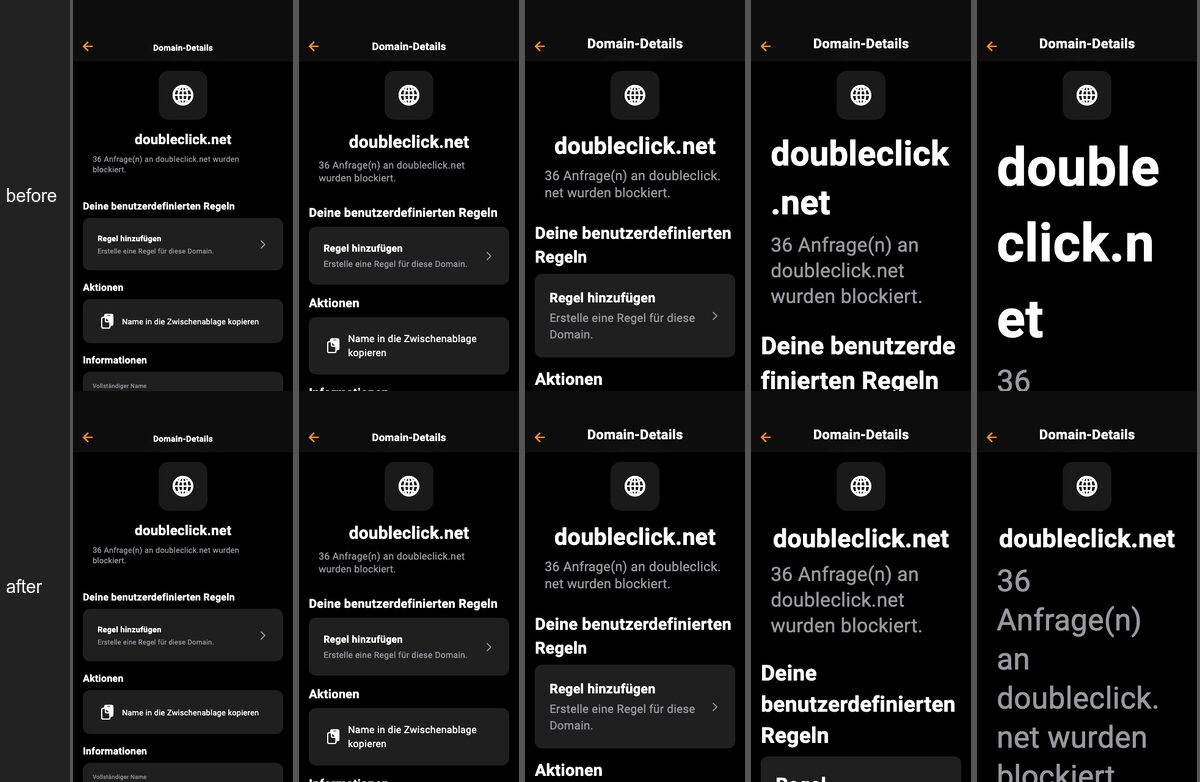 before
Domain-Details
doubleclick.net
36 Anfrage(n) an doubleclick.net wurden
blockiert.
Deine benutzerdefinierten Regeln
Regel hinzufügen
Erstelle eine Regel für diese Domain.
Aktionen
Name in die Zwischenablage kopieren
Informationen
Vollständiger Name
Domain-Details
doubleclick.net
36 Anfrage(n) an doubleclick.net
wurden blockiert.
Deine benutzerdefinierten Regeln
Regel hinzufügen
Erstelle eine Regel für diese Domain.
Aktionen
Name in die Zwischenablage
kopieren
Informationen
Domain-Details
doubleclick.net
36 Anfrage(n) an doubleclick.
net wurden blockiert.
Deine benutzerdefinierten
Regeln
Regel hinzufügen
Erstelle eine Regel für diese
Domain.
Aktionen
Domain-Details
doubleclick
.net
36 Anfrage(n) an
doubleclick.net
wurden blockiert.
Deine benutzerde
finierten Regeln
Domain-Details
double
click.n
et
36
after
Domain-Details
doubleclick.net
36 Anfrage(n) an doubleclick.net wurden
blockiert.
Deine benutzerdefinierten Regeln
Regel hinzufügen
Erstelle eine Regel für diese Domain.
Aktionen
Name in die Zwischenablage kopieren
Informationen
Vollständiger Name
Domain-Details
doubleclick.net
36 Anfrage(n) an doubleclick.net
wurden blockiert.
Deine benutzerdefinierten Regeln
Regel hinzufügen
Erstelle eine Regel für diese Domain.
Aktionen
Name in die Zwischenablage
kopieren
Informationen
Domain-Details
doubleclick.net
36 Anfrage(n) an doubleclick.
net wurden blockiert.
Deine benutzerdefinierten
Regeln
Regel hinzufügen
Erstelle eine Regel für diese
Domain.
Aktionen
Domain-Details
doubleclick.net
36 Anfrage(n) an
doubleclick.net
wurden blockiert.
Deine
benutzerdefinierten
Regeln
Regel
Domain-Details
doubleclick.net
36
Anfrage(n)
an
doubleclick.
net wurden
blockiert.